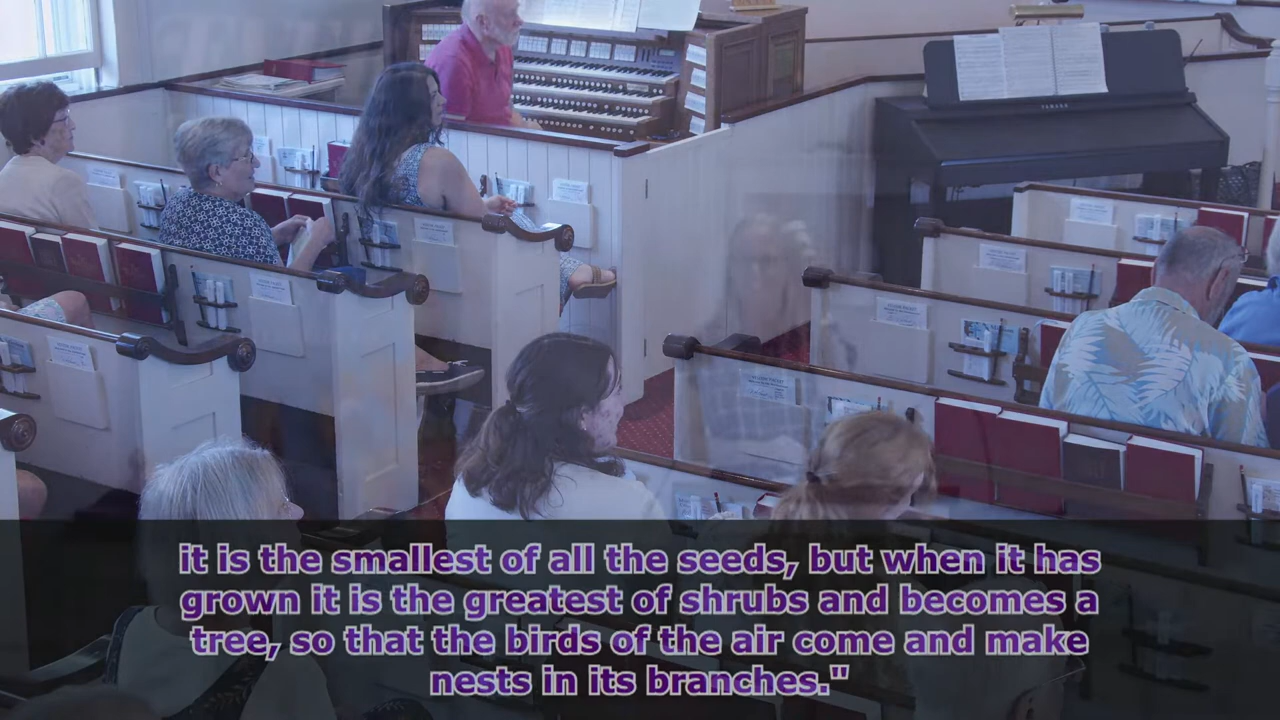 YAMAHA
it is the smallest of all the seeds, but when it has
grown it is the greatest of shrubs and becomes a
tree, so that the birds of the air come and make
nests in its branches."